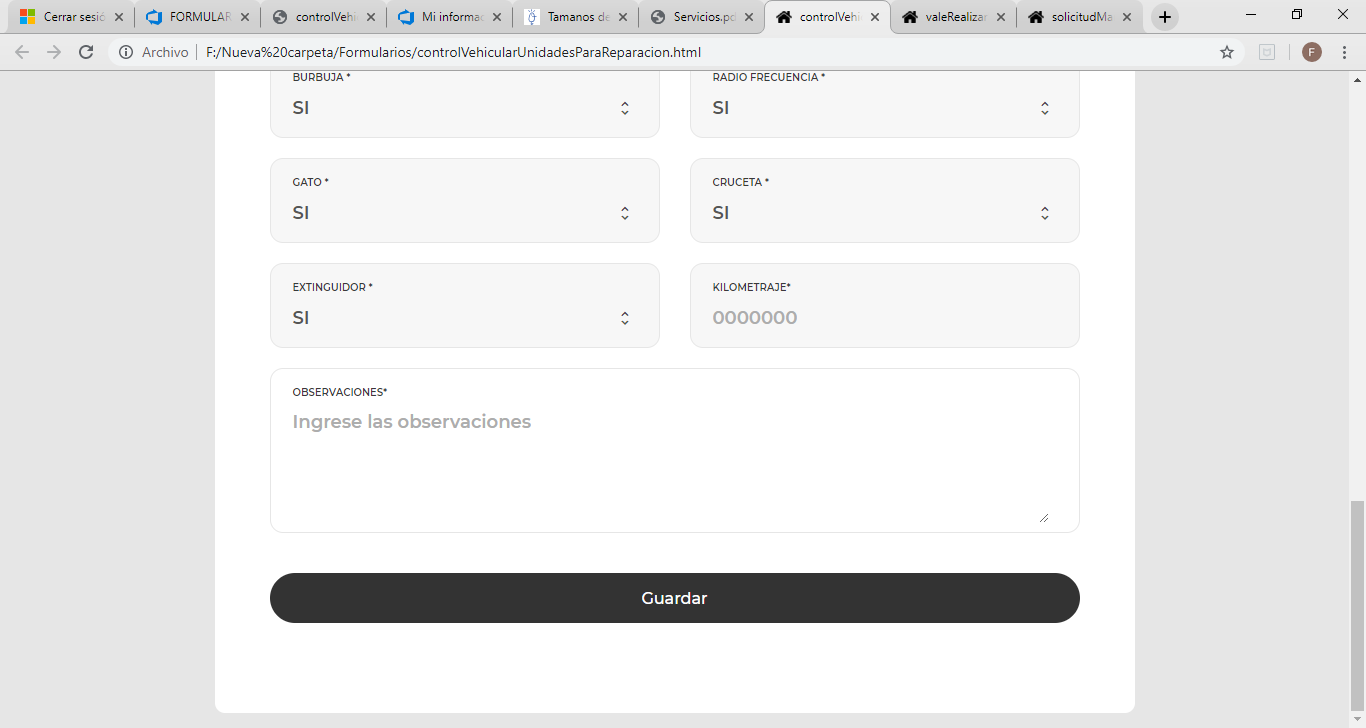 Cerrar sesió
FORMULAR
controlVehi
Mi informac
Tamanos de
Servicios.pd
controlVehi
valeRealizar
solicitudMa
Archivo
F:/Nueva%20carpeta/Formularios/controlVehicularUnidadesParaReparacion.html
F
BURBUJA *
RADIO FRECUENCIA *
SI
SI
GATO *
CRUCETA *
SI
SI
EXTINGUIDOR *
KILOMETRAJE*
SI
0000000
OBSERVACIONES*
Ingrese las observaciones
Guardar